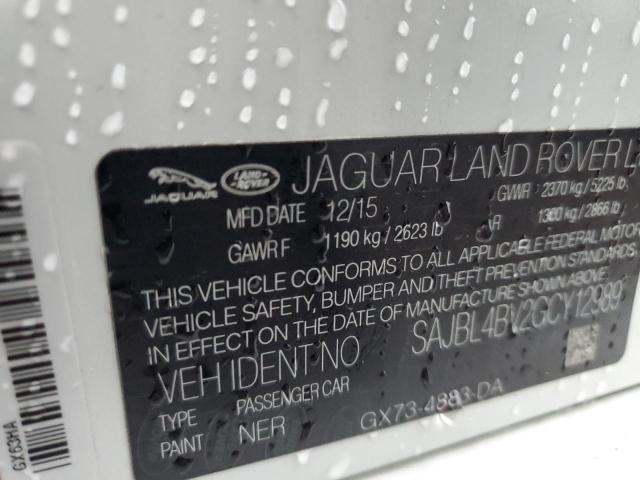 JAGUAR LAND ROVER JAGUAR LAND ROVER L
MFD DATE 12/15 GVWR 2370 kg / 5225 lb.
GAWR F 1190 kg / 2623 lb R 1300 kg / 2866 lb.
THIS VEHICLE CONFORMS TO ALL APPLICABLE FEDERAL MOTOR
VEHICLE SAFETY, BUMPER AND THEFT PREVENTION STANDARDS
IN EFFECT ON THE DATE OF MANUFACTURE SHOWN ABOVE
VEH IDENT NO. SAJBL4BV2GCY12989
TYPE PASSENGER CAR
PAINT NER GX73-4883-DA
GX63HA